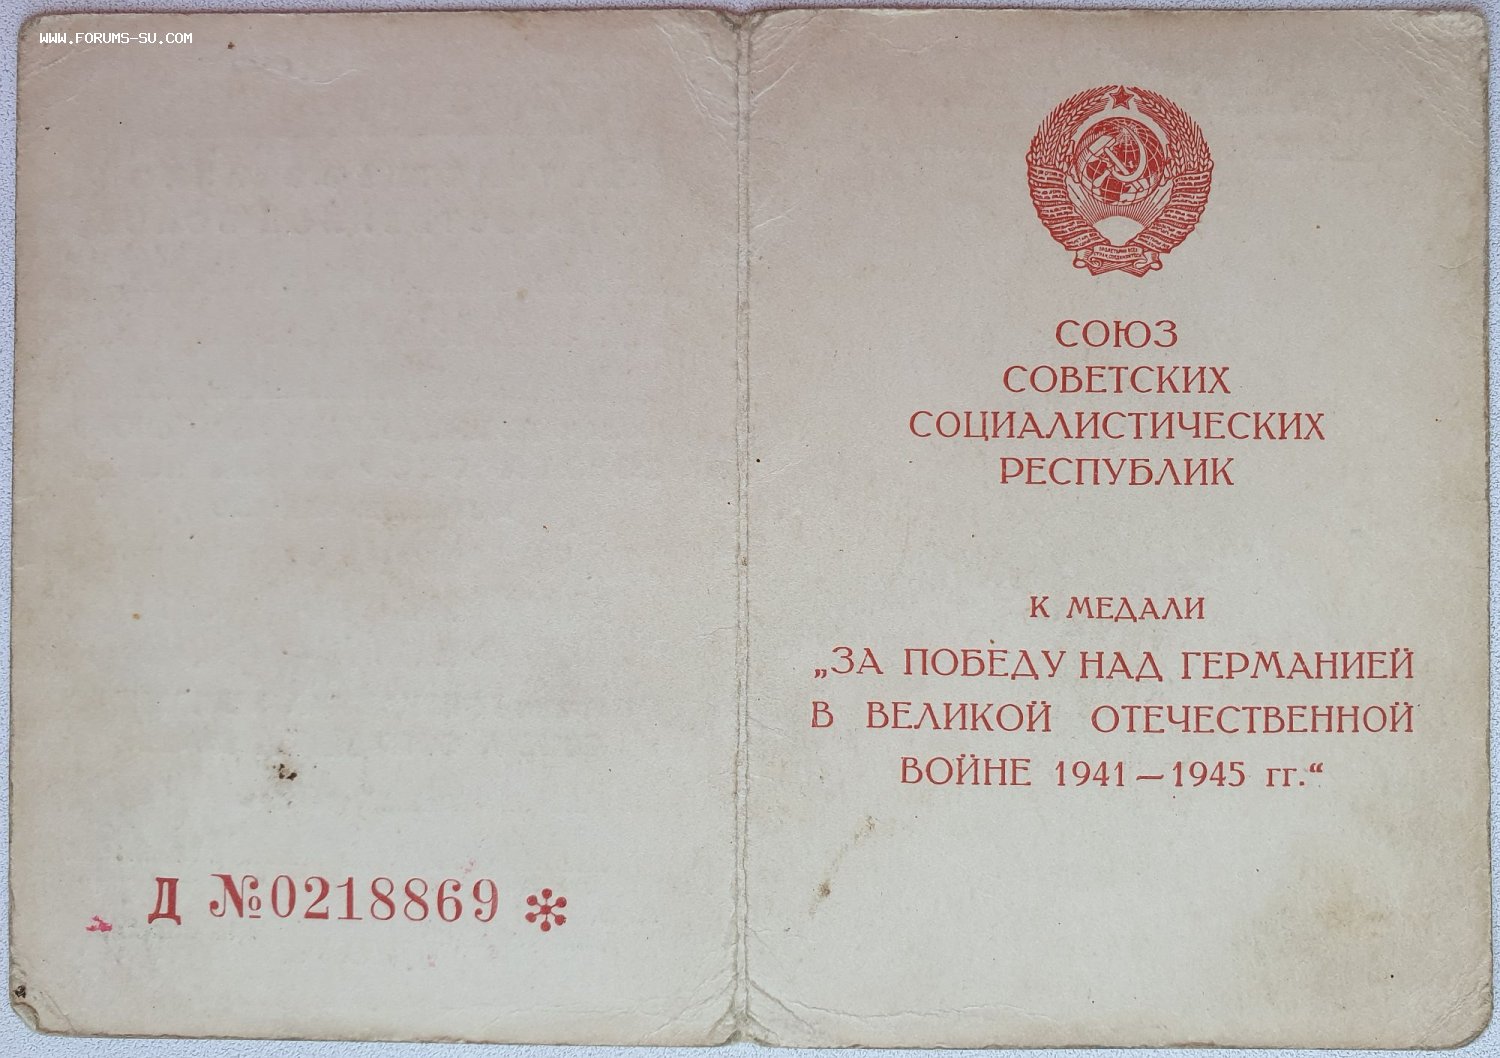 WWW.FORUMS-SU.COM
Д №0218869
СОЮЗ
СОВЕТСКИХ
СОЦИАЛИСТИЧЕСКИХ
РЕСПУБЛИК
К МЕДАЛИ
„ЗА ПОБЕДУ НАД ГЕРМАНИЕЙ
В ВЕЛИКОЙ ОТЕЧЕСТВЕННОЙ
ВОЙНЕ 1941—1945 гг.“